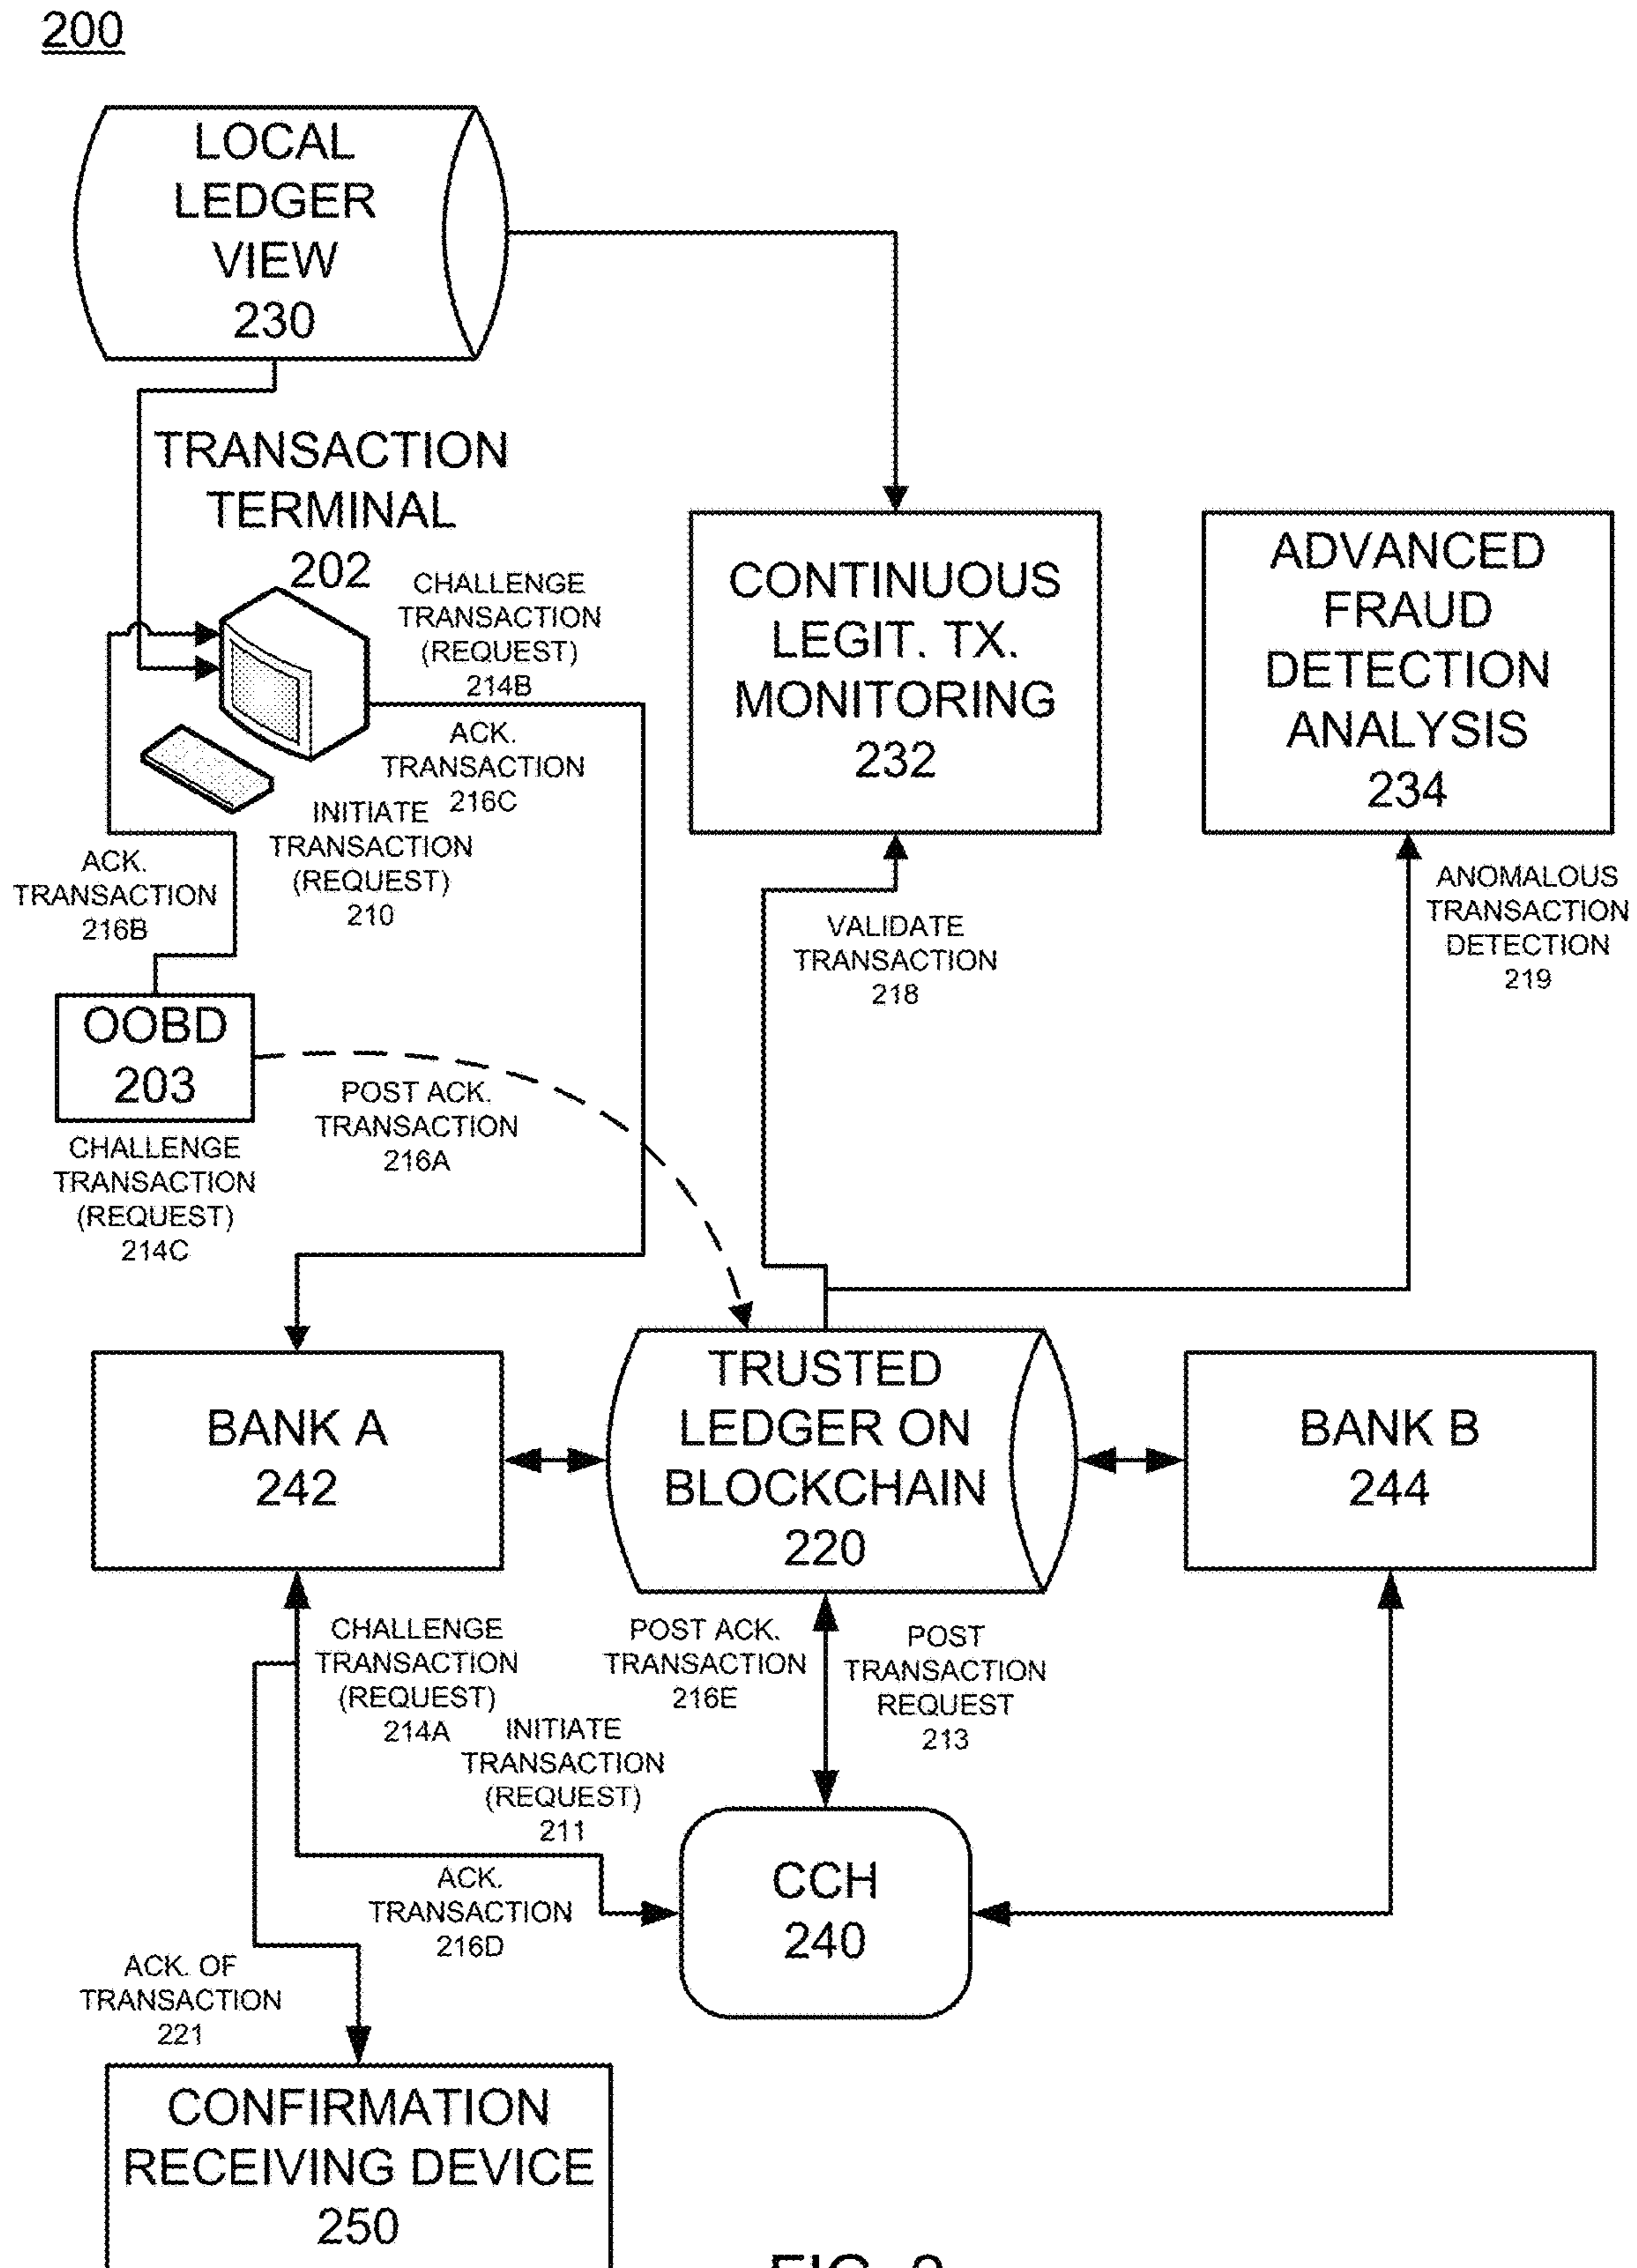 200
LOCAL
LEDGER
VIEW
230
TRANSACTION
TERMINAL
202
CHALLENGE
TRANSACTION
(REQUEST)
214B
ACK.
TRANSACTION
216C
INITIATE
TRANSACTION
(REQUEST)
210
ACK.
TRANSACTION
216B
CONTINUOUS
LEGIT. TX.
MONITORING
232
ADVANCED
FRAUD
DETECTION
ANALYSIS
234
VALIDATE
TRANSACTION
218
ANOMALOUS
TRANSACTION
DETECTION
219
OOBD
203
POST ACK.
TRANSACTION
216A
CHALLENGE
TRANSACTION
(REQUEST)
214C
BANK A
242
TRUSTED
LEDGER ON
BLOCKCHAIN
220
BANK B
244
CHALLENGE
TRANSACTION
(REQUEST)
214A
INITIATE
TRANSACTION
(REQUEST)
211
POST ACK.
TRANSACTION
216E
POST
TRANSACTION
REQUEST
213
ACK.
TRANSACTION
216D
CCH
240
ACK. OF
TRANSACTION
221
CONFIRMATION
RECEIVING DEVICE
250